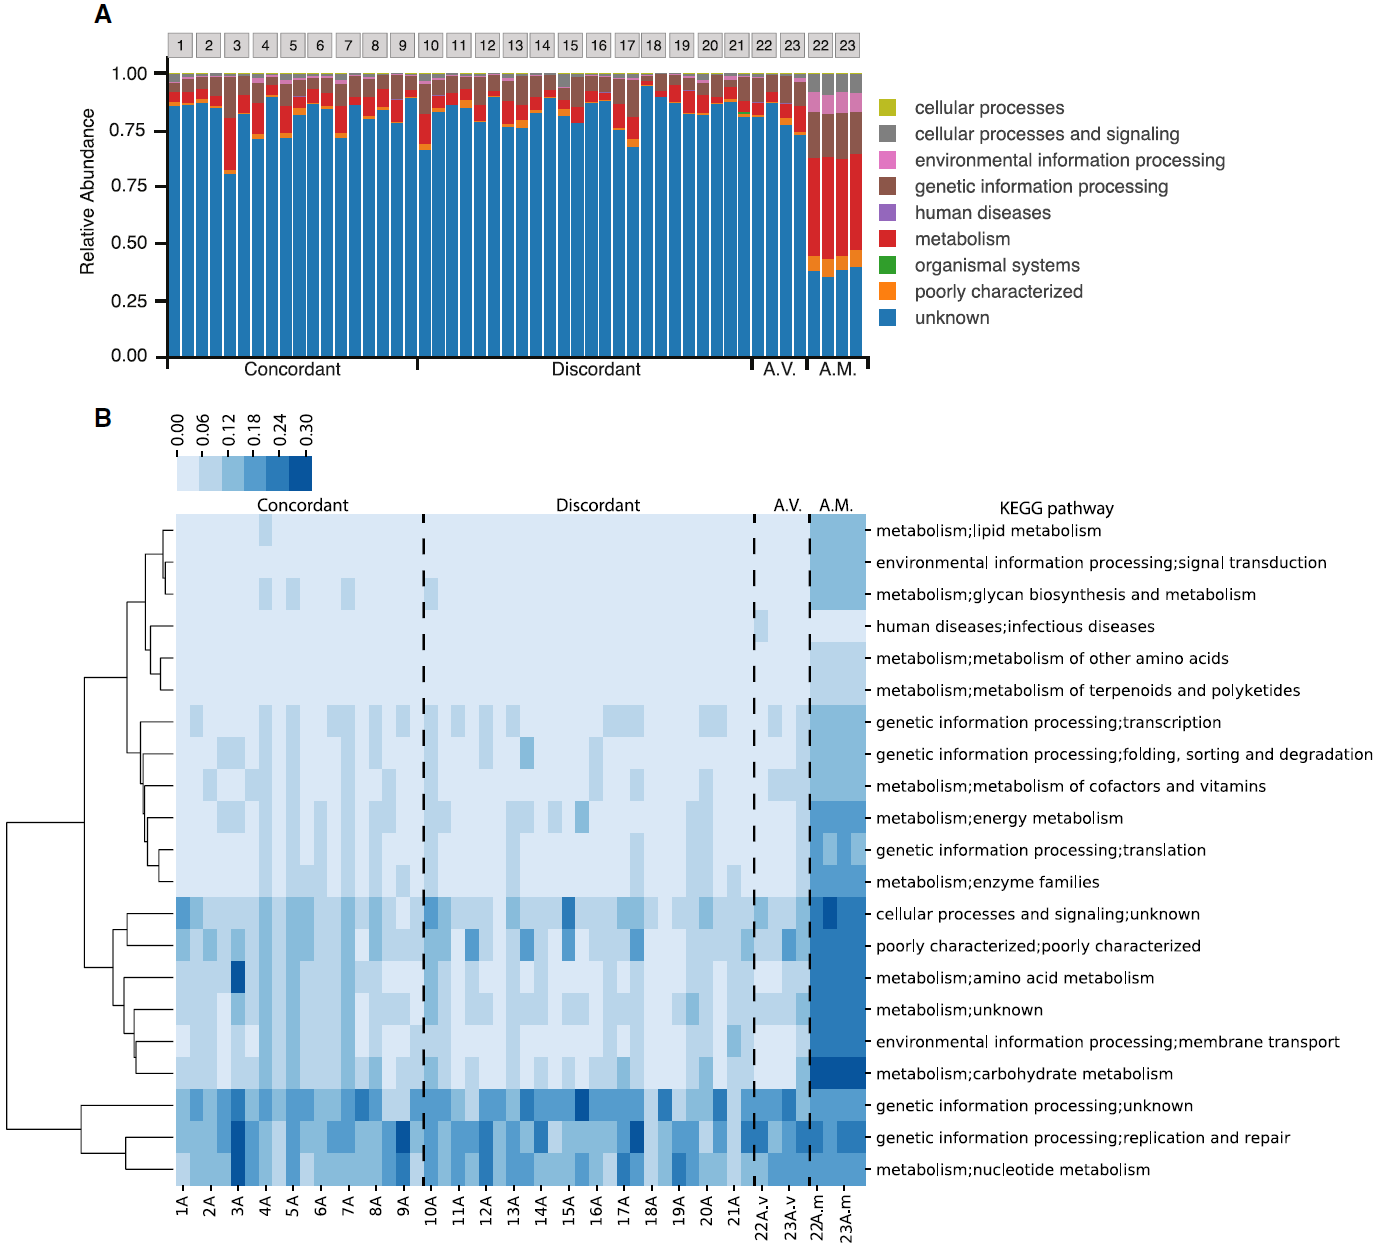 A
1 2 3 4 5 6 7 8 9 10 11 12 13 14 15 16 17 18 19 20 21 22 23 22 23
Relative Abundance
1.00
0.75
0.75
0.50
0.25
0.00
Concordant Discordant A.V. A.M.
cellular processes
cellular processes and signaling
environmental information processing
genetic information processing
human diseases
metabolism
organismal systems
poorly characterized
unknown
B
0.00 0.06 0.12 0.18 0.24 0.30
Concordant Discordant A.V. A.M. KEGG pathway
metabolism;lipid metabolism
environmental information processing;signal transduction
metabolism;glycan biosynthesis and metabolism
human diseases;infectious diseases
metabolism;metabolism of other amino acids
metabolism;metabolism of terpenoids and polyketides
genetic information processing;transcription
genetic information processing;folding, sorting and degradation
metabolism;metabolism of cofactors and vitamins
metabolism;energy metabolism
genetic information processing;translation
metabolism;enzyme families
cellular processes and signaling;unknown
poorly characterized;poorly characterized
metabolism;amino acid metabolism
metabolism;unknown
environmental information processing;membrane transport
metabolism;carbohydrate metabolism
genetic information processing;unknown
genetic information processing;replication and repair
metabolism;nucleotide metabolism
1A 2A 3A 4A 5A 6A 7A 8A 9A 10A 11A 12A 13A 14A 15A 16A 17A 18A 19A 20A 21A 22A.v 23A.v 22A.m 23A.m